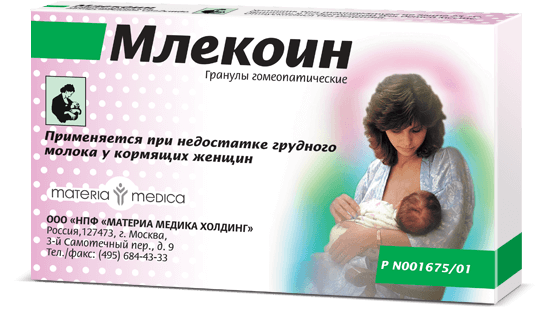 Млекоин
Гранулы гомеопатические
Применяется при недостатке грудного
молока у кормящих женщин
materia medica
ООО «НПФ «МАТЕРИА МЕДИКА ХОЛДИНГ»
Россия,127473, г. Москва,
3-й Самотечный пер., д. 9
Тел./факс: (495) 684-43-33
Р N001675/01